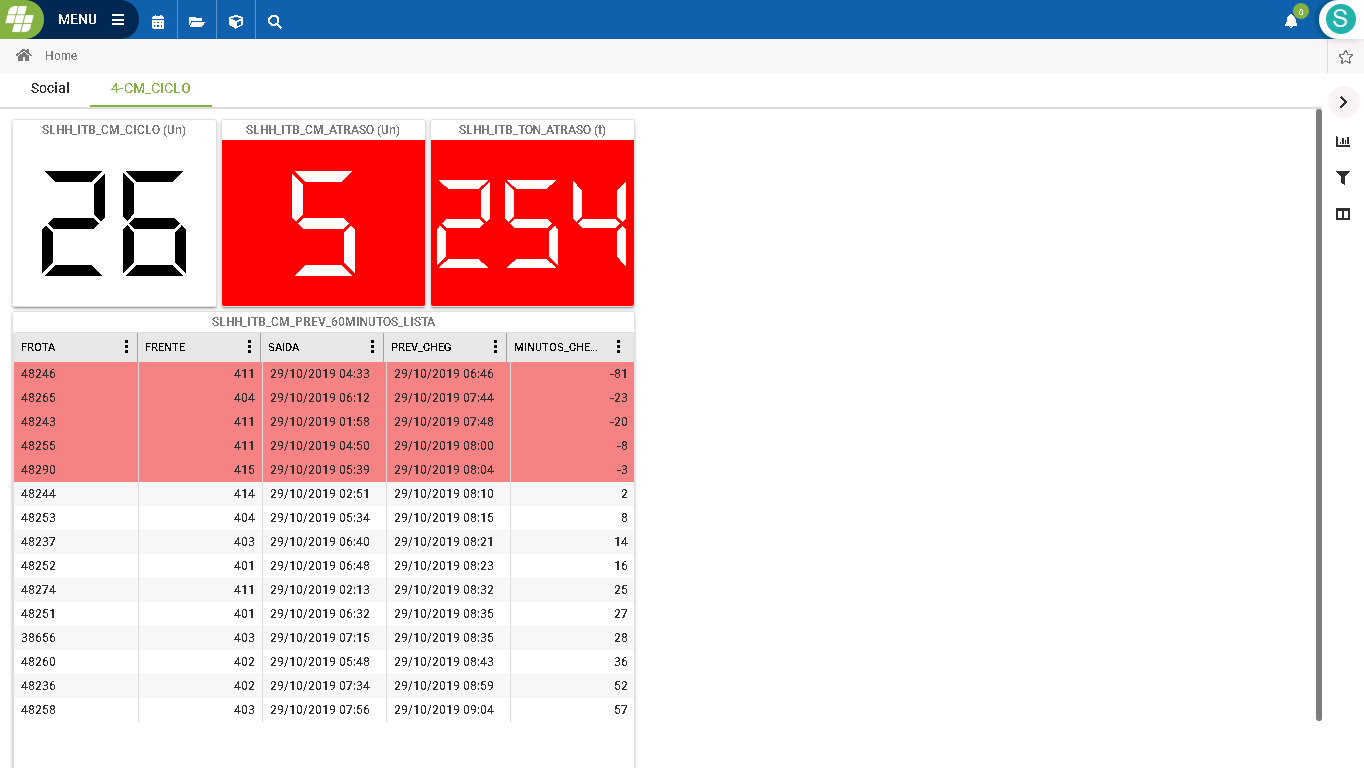 MENU
0
S
Home
Social 4-CM_CICLO
SLHH_ITB_CM_CICLO (Un) SLHH_ITB_CM_ATRASO (Un) SLHH_ITB_TON_ATRASO (t)
26 5 254
SLHH_ITB_CM_PREV_60MINUTOS_LISTA
FROTA FRENTE SAIDA PREV_CHEG MINUTOS_CHE...
48246 411 29/10/2019 04:33 29/10/2019 06:46 -81
48265 404 29/10/2019 06:12 29/10/2019 07:44 -23
48243 411 29/10/2019 01:58 29/10/2019 07:48 -20
48255 411 29/10/2019 04:50 29/10/2019 08:00 -8
48290 415 29/10/2019 05:39 29/10/2019 08:04 -3
48244 414 29/10/2019 02:51 29/10/2019 08:10 2
48253 404 29/10/2019 05:34 29/10/2019 08:15 8
48237 403 29/10/2019 06:40 29/10/2019 08:21 14
48252 401 29/10/2019 06:48 29/10/2019 08:23 16
48274 411 29/10/2019 02:13 29/10/2019 08:32 25
48251 401 29/10/2019 06:32 29/10/2019 08:35 27
38656 403 29/10/2019 07:15 29/10/2019 08:35 28
48260 402 29/10/2019 05:48 29/10/2019 08:43 36
48236 402 29/10/2019 07:34 29/10/2019 08:59 52
48258 403 29/10/2019 07:56 29/10/2019 09:04 57